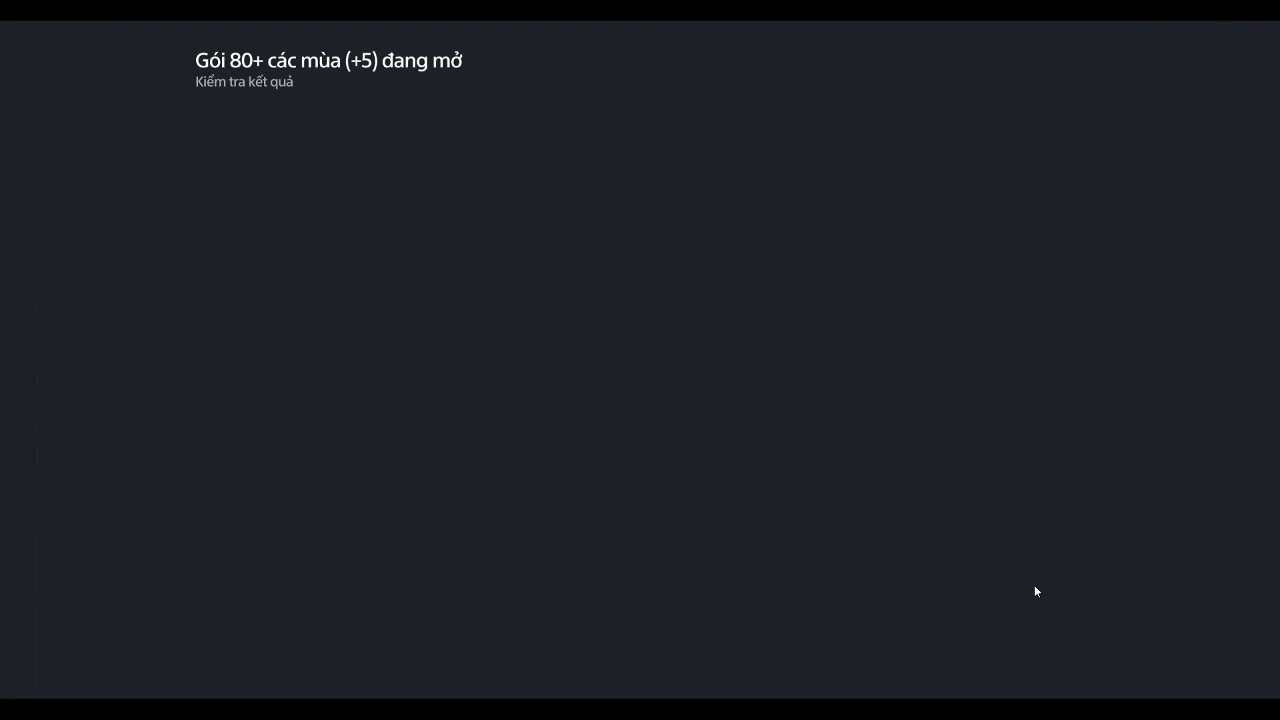 Gói 80+ các mùa (+5) đang mở
Kiểm tra kết quả